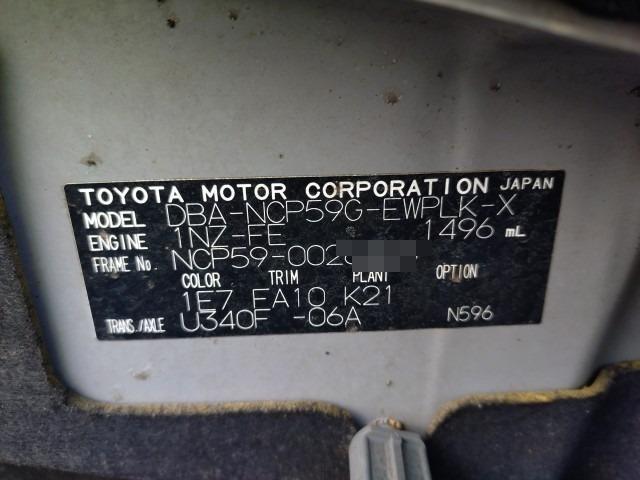 TOYOTA MOTOR CORPORATION JAPAN
MODEL DBA-NCP59G-EWPLK-X
ENGINE 1NZ-FE 1496 mL
FRAME No. NCP59-002
COLOR TRIM PLANT OPTION
1E7 FA10 K21
TRANS./AXLE U340F -06A N596